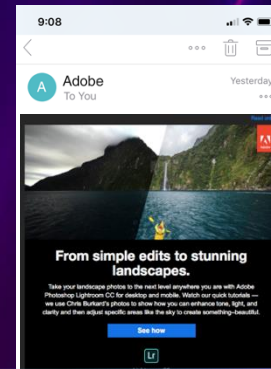 9:08
Adobe
Yesterday
To You
A
From simple edits to stunning
landscapes.
Take your landscape photos to the next level anywhere you are with Adobe
Photoshop Lightroom CC for desktop and mobile. Watch our quick tutorials —
we use Chris Burkard's photos to show how you can enhance tone, light, and
clarity and then adjust specific areas like the sky to create something–beautiful.
See how
Lr